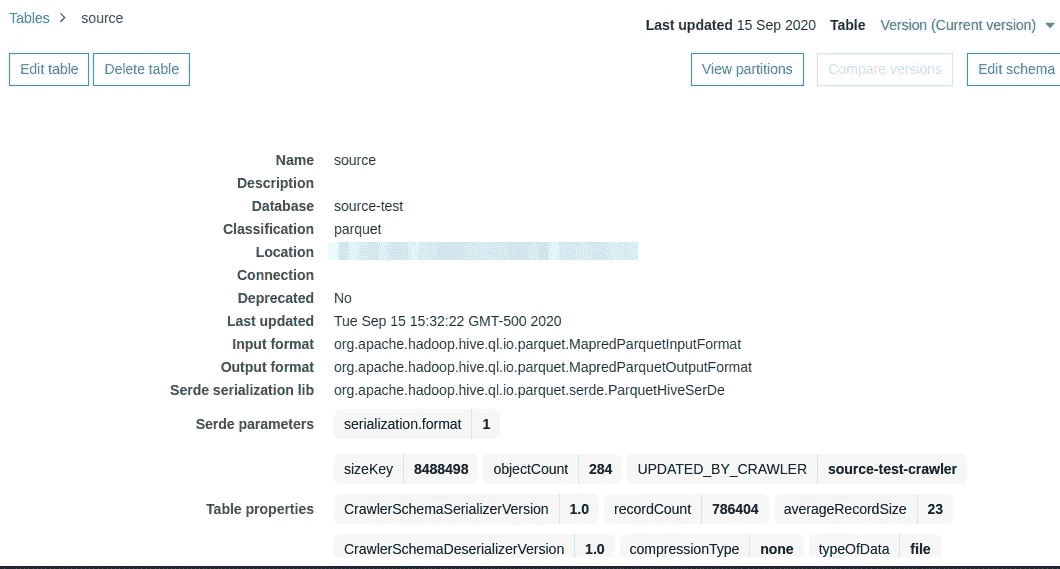 Tables > source
Last updated 15 Sep 2020 Table Version (Current version)
Edit table Delete table View partitions Compare versions Edit schema
Name source
Description
Database source-test
Classification parquet
Location
Connection
Deprecated No
Last updated Tue Sep 15 15:32:22 GMT-500 2020
Input format org.apache.hadoop.hive.ql.io.parquet.MapredParquetInputFormat
Output format org.apache.hadoop.hive.ql.io.parquet.MapredParquetOutputFormat
Serde serialization lib org.apache.hadoop.hive.ql.io.parquet.serde.ParquetHiveSerDe
Serde parameters serialization.format 1
sizeKey 8488498 objectCount 284 UPDATED_BY_CRAWLER source-test-crawler
Table properties CrawlerSchemaSerializerVersion 1.0 recordCount 786404 averageRecordSize 23
CrawlerSchemaDeserializerVersion 1.0 compressionType none typeOfData file